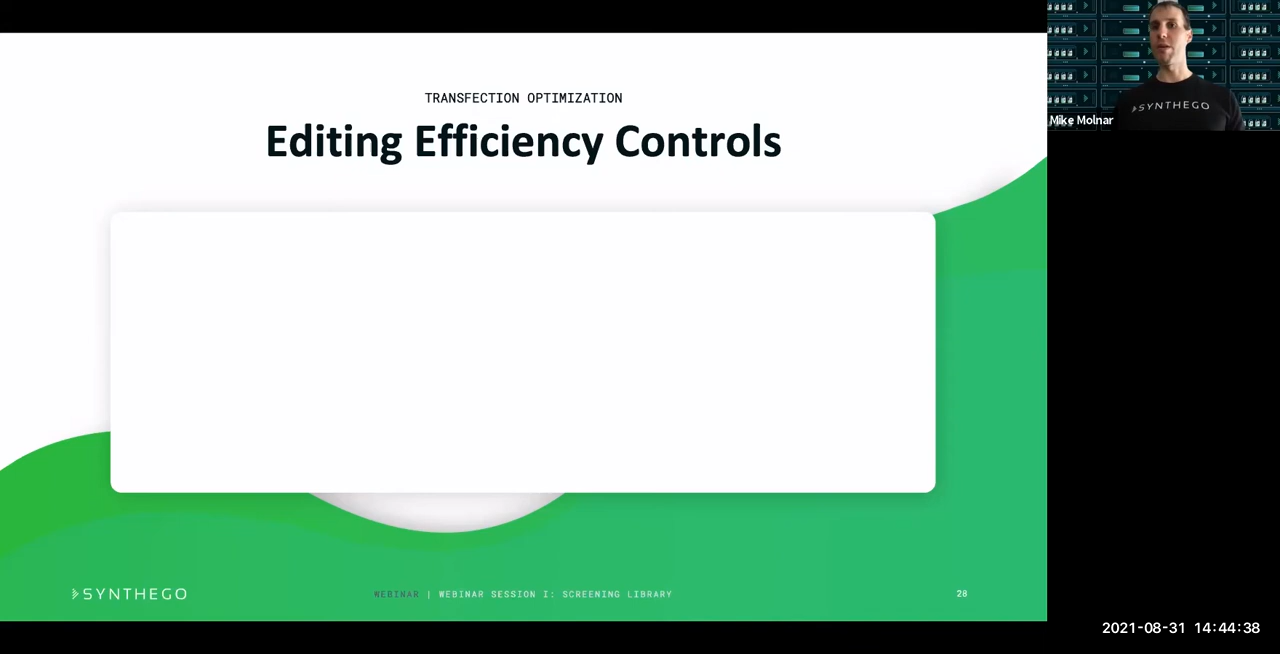 TRANSFECTION OPTIMIZATION
Editing Efficiency Controls
SYNTHEGO
Mike Molnar
SYNTHEGO
WEBINAR | WEBINAR SESSION I: SCREENING LIBRARY
28
2021-08-31 14:44:38